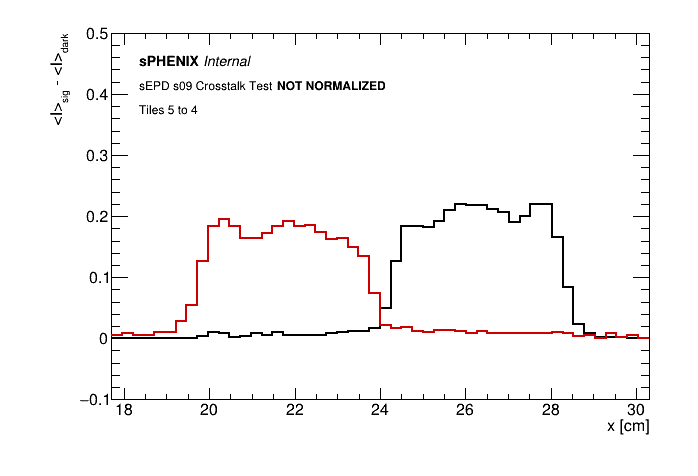 0.5
<I>sig - <I>dark
sPHENIX Internal
sEPD s09 Crosstalk Test NOT NORMALIZED
0.4
Tiles 5 to 4
0.3
0.2
0.1
0
−0.1
18 20 22 24 26 28 30
x [cm]